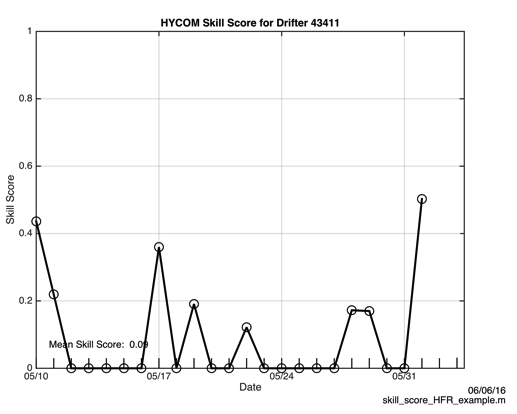 HYCOM Skill Score for Drifter 43411
1
0.8
0.6
0.4
0.2
0
Skill Score
Mean Skill Score: 0.09
05/10
05/17
05/24
05/31
Date
06/06/16
skill_score_HFR_example.m